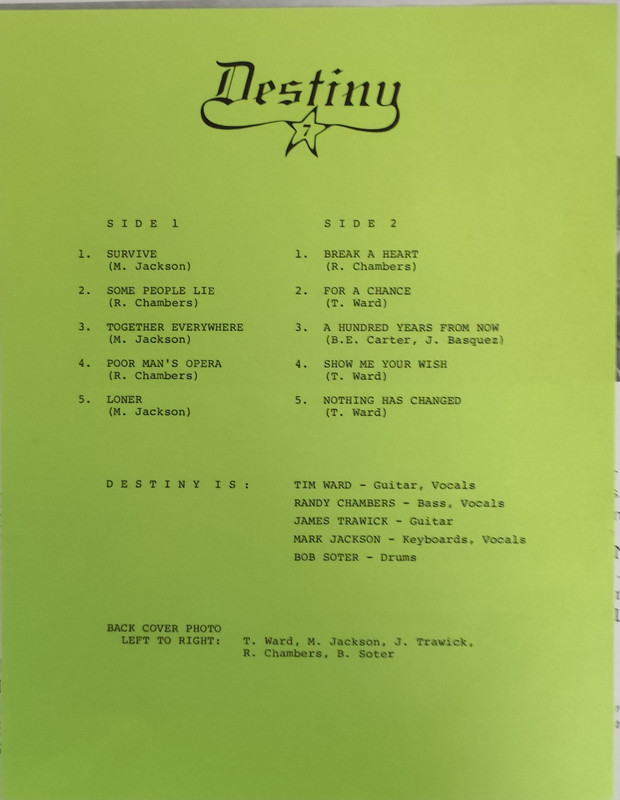 Destiny
7
S I D E  1
1. SURVIVE
(M. Jackson)
2. SOME PEOPLE LIE
(R. Chambers)
3. TOGETHER EVERYWHERE
(M. Jackson)
4. POOR MAN'S OPERA
(R. Chambers)
5. LONER
(M. Jackson)
S I D E  2
1. BREAK A HEART
(R. Chambers)
2. FOR A CHANCE
(T. Ward)
3. A HUNDRED YEARS FROM NOW
(B.E. Carter, J. Basquez)
4. SHOW ME YOUR WISH
(T. Ward)
5. NOTHING HAS CHANGED
(T. Ward)
D E S T I N Y  I S :
TIM WARD - Guitar, Vocals
RANDY CHAMBERS - Bass, Vocals
JAMES TRAWICK - Guitar
MARK JACKSON - Keyboards, Vocals
BOB SOTER - Drums
BACK COVER PHOTO
LEFT TO RIGHT: T. Ward, M. Jackson, J. Trawick,
R. Chambers, B. Soter